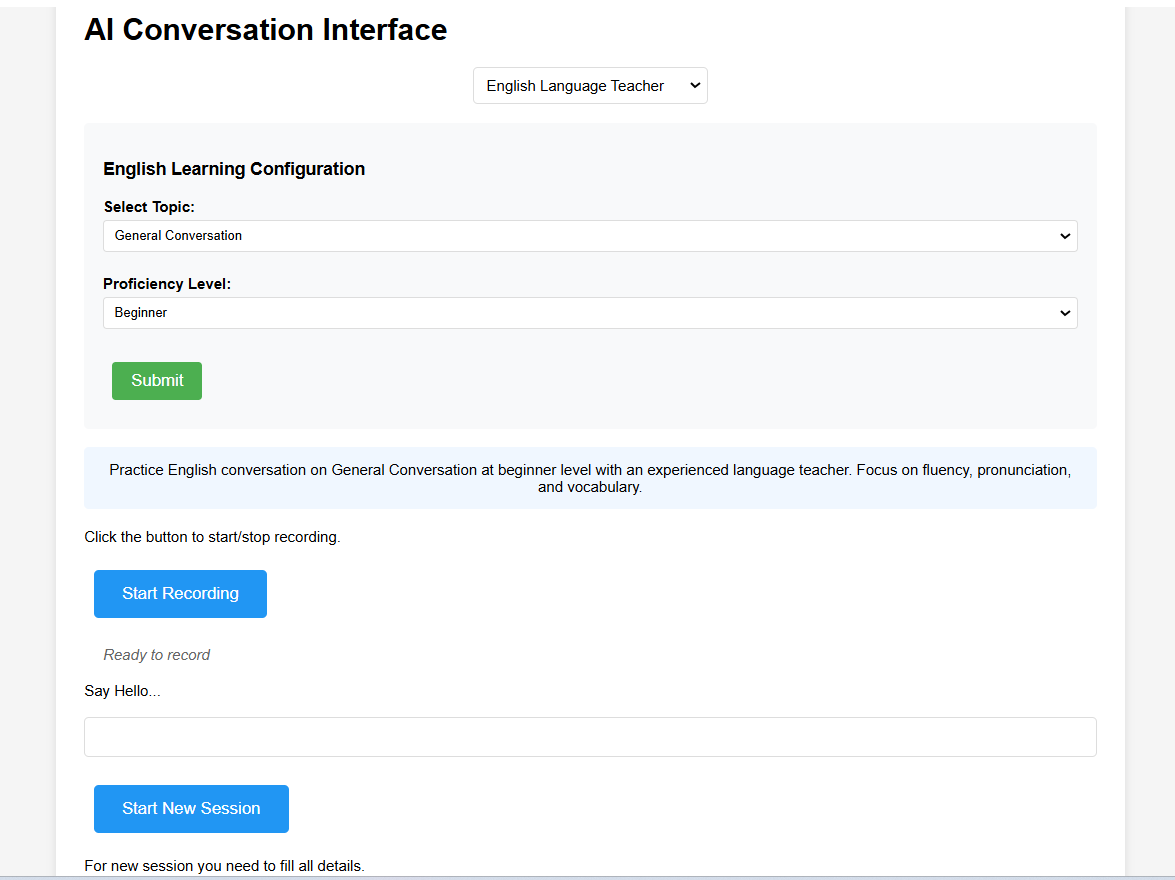 AI Conversation Interface
English Language Teacher
English Learning Configuration
Select Topic:
General Conversation
Proficiency Level:
Beginner
Submit
Practice English conversation on General Conversation at beginner level with an experienced language teacher. Focus on fluency, pronunciation,
and vocabulary.
Click the button to start/stop recording.
Start Recording
Ready to record
Say Hello...
Start New Session
For new session you need to fill all details.